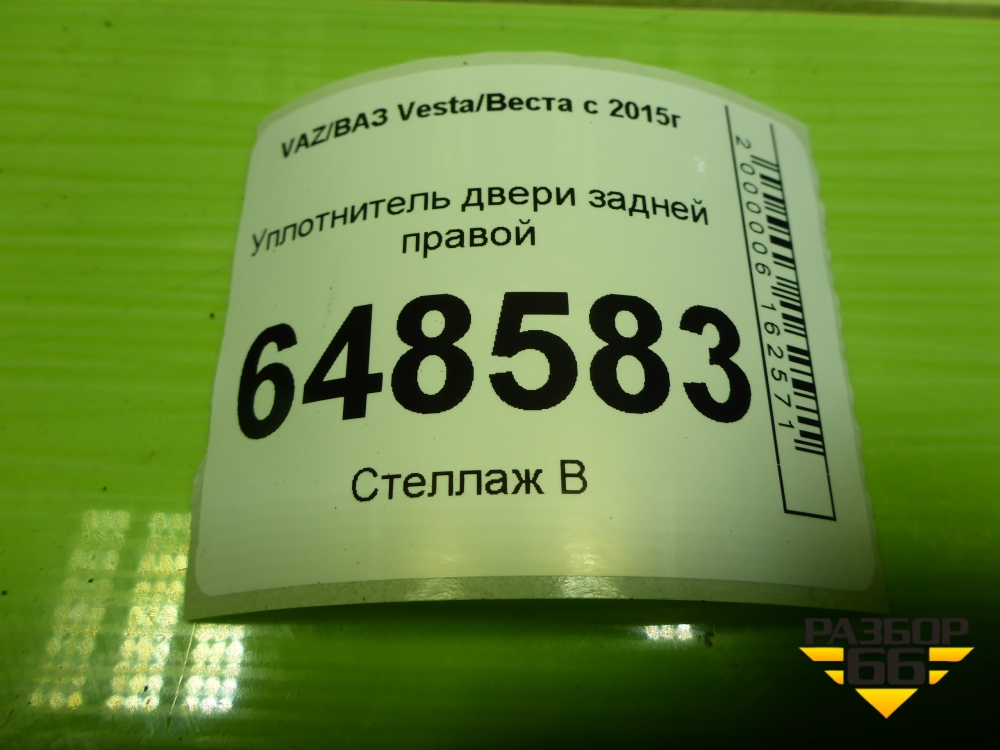 VAZ/ВАЗ Vesta/Веста с 2015г
Уплотнитель двери задней
правой
648583
Стеллаж В
2000006162571
РАЗБОР
66